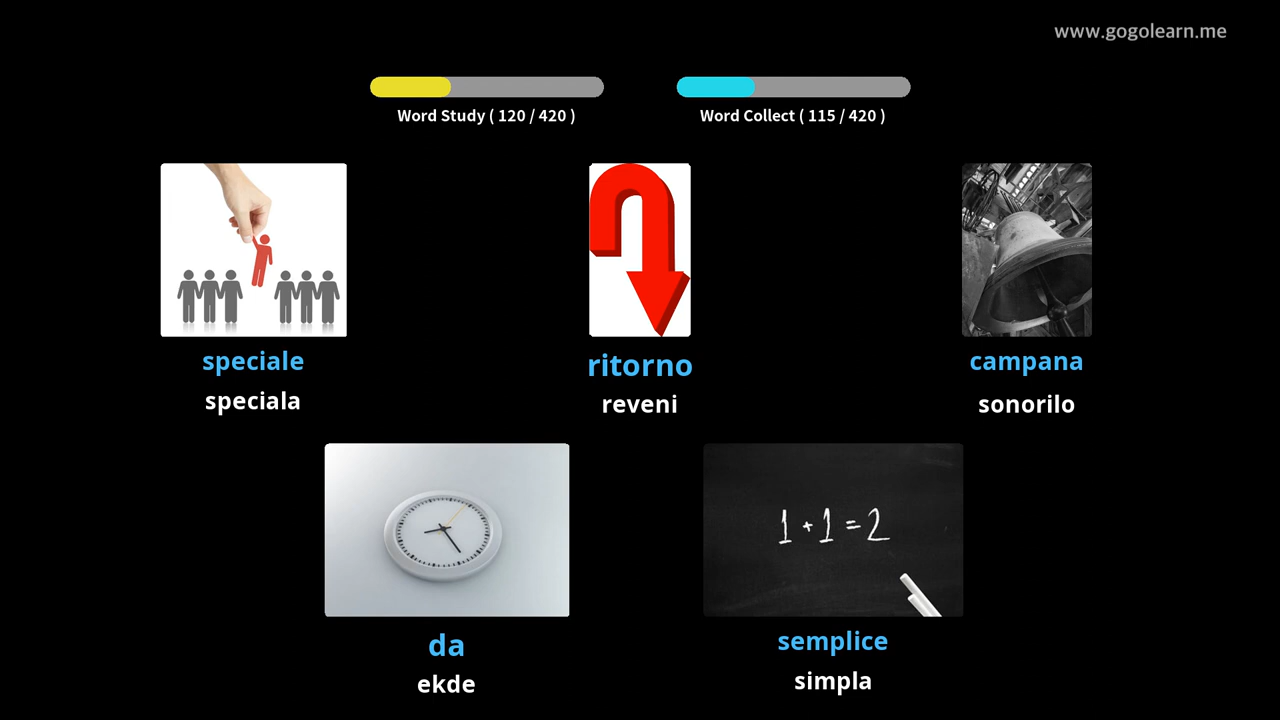 www.gogolearn.me
Word Study ( 120 / 420 )
Word Collect ( 115 / 420 )
speciale
speciala
ritorno
reveni
campana
sonorilo
da
ekde
1 + 1 = 2
semplice
simpla